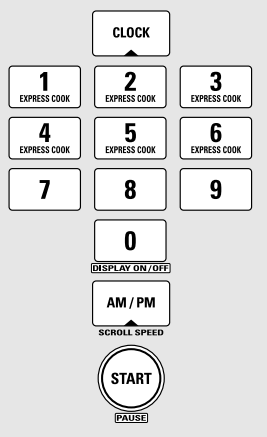 CLOCK
1 2 3
EXPRESS COOK EXPRESS COOK EXPRESS COOK
4 5 6
EXPRESS COOK EXPRESS COOK EXPRESS COOK
7 8 9
0
DISPLAY ON/OFF
AM / PM
SCROLL SPEED
START
PAUSE